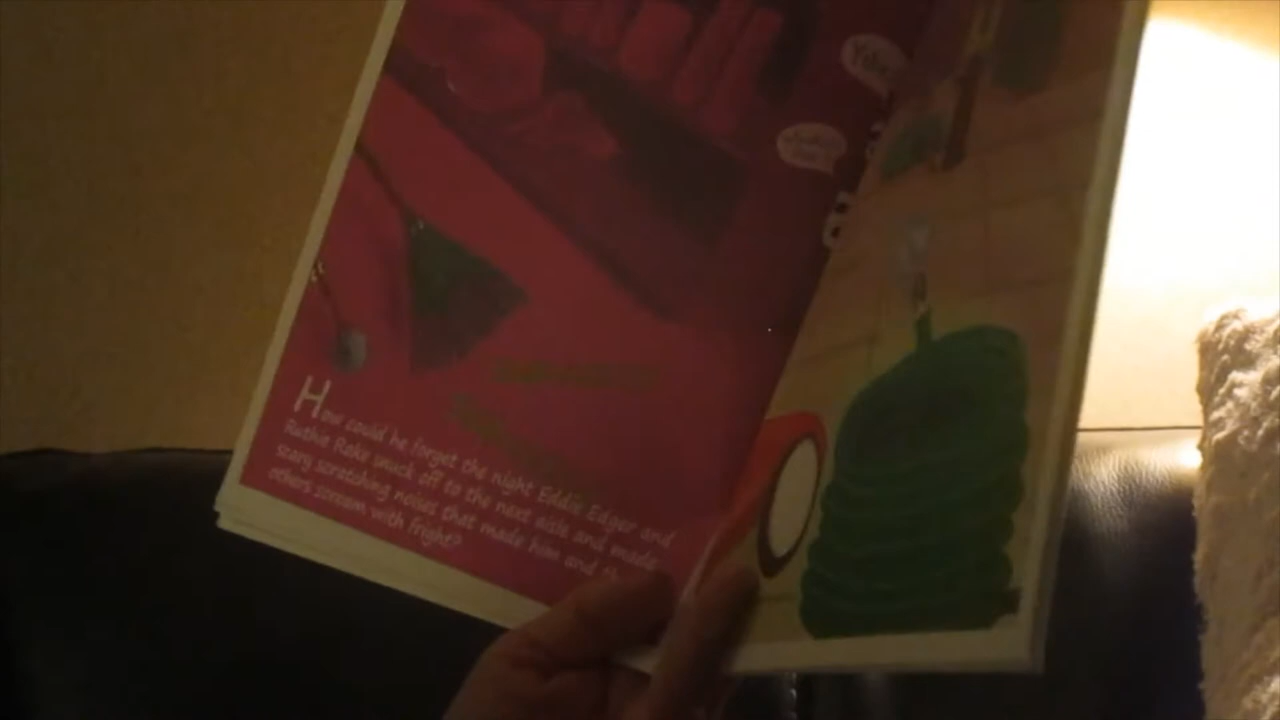 How could he forget the night Eddie Edger and
Ruthie Rake snuck off to the next aisle and made
scary scratching noises that made him and the
others scream with fright?